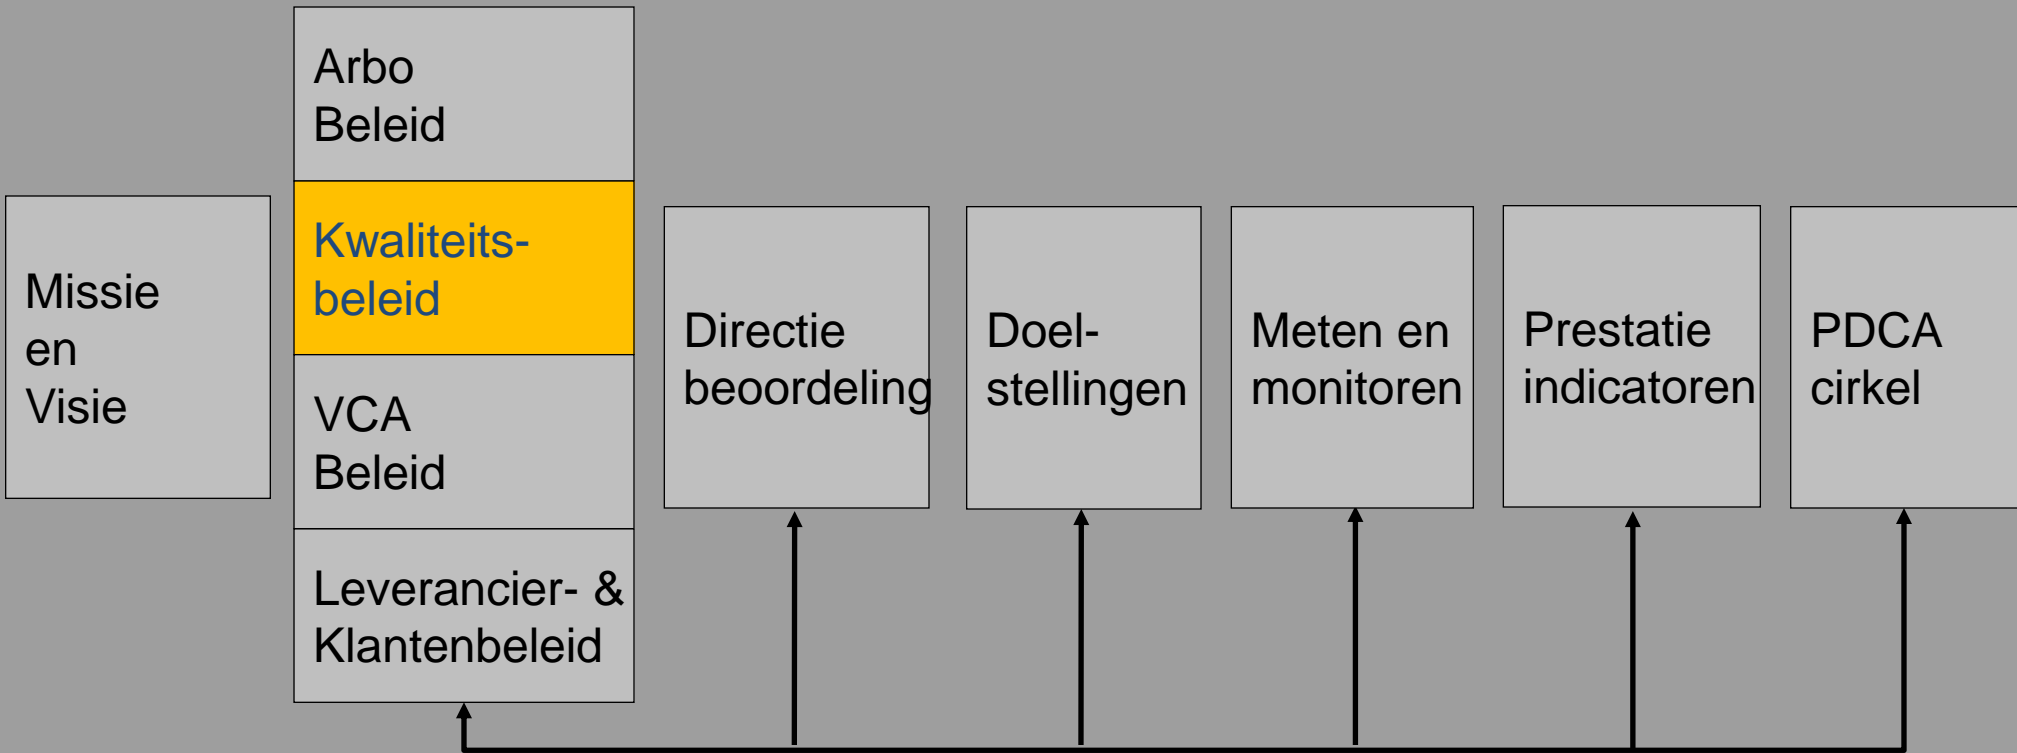 Missie
en
Visie
Arbo
Beleid
Kwaliteits-
beleid
VCA
Beleid
Leverancier- &
Klantenbeleid
Directie
beoordeling
Doel-
stellingen
Meten en
monitoren
Prestatie
indicatoren
PDCA
cirkel